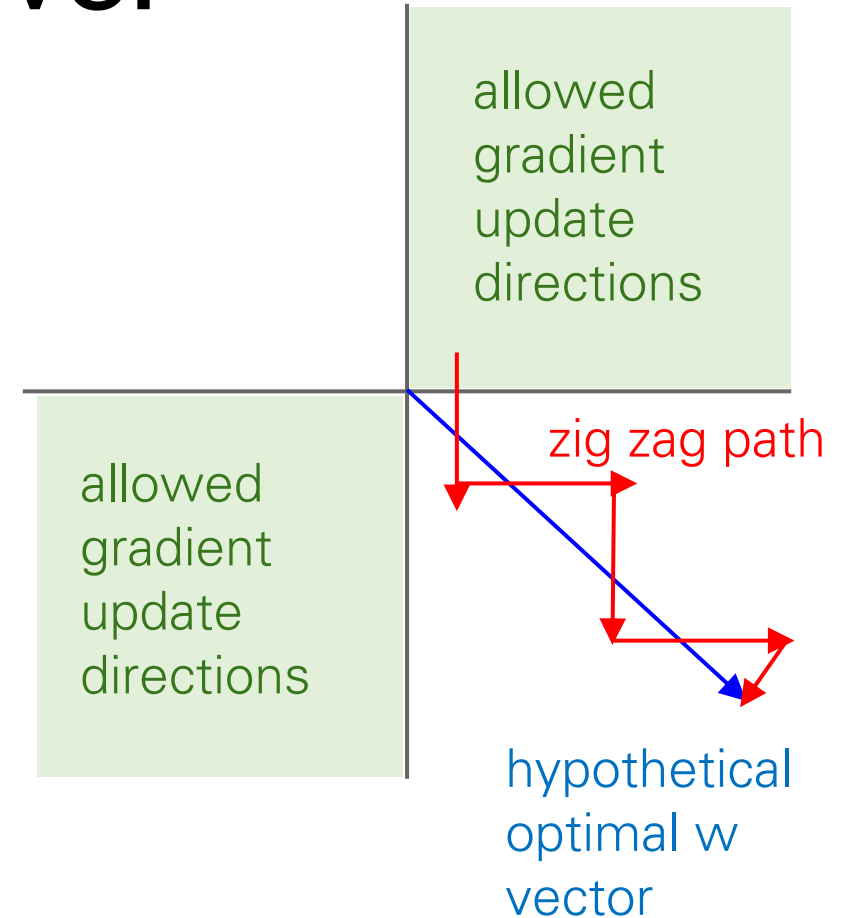 allowed
gradient
update
directions
zig zag path
allowed
gradient
update
directions
hypothetical
optimal w
vector